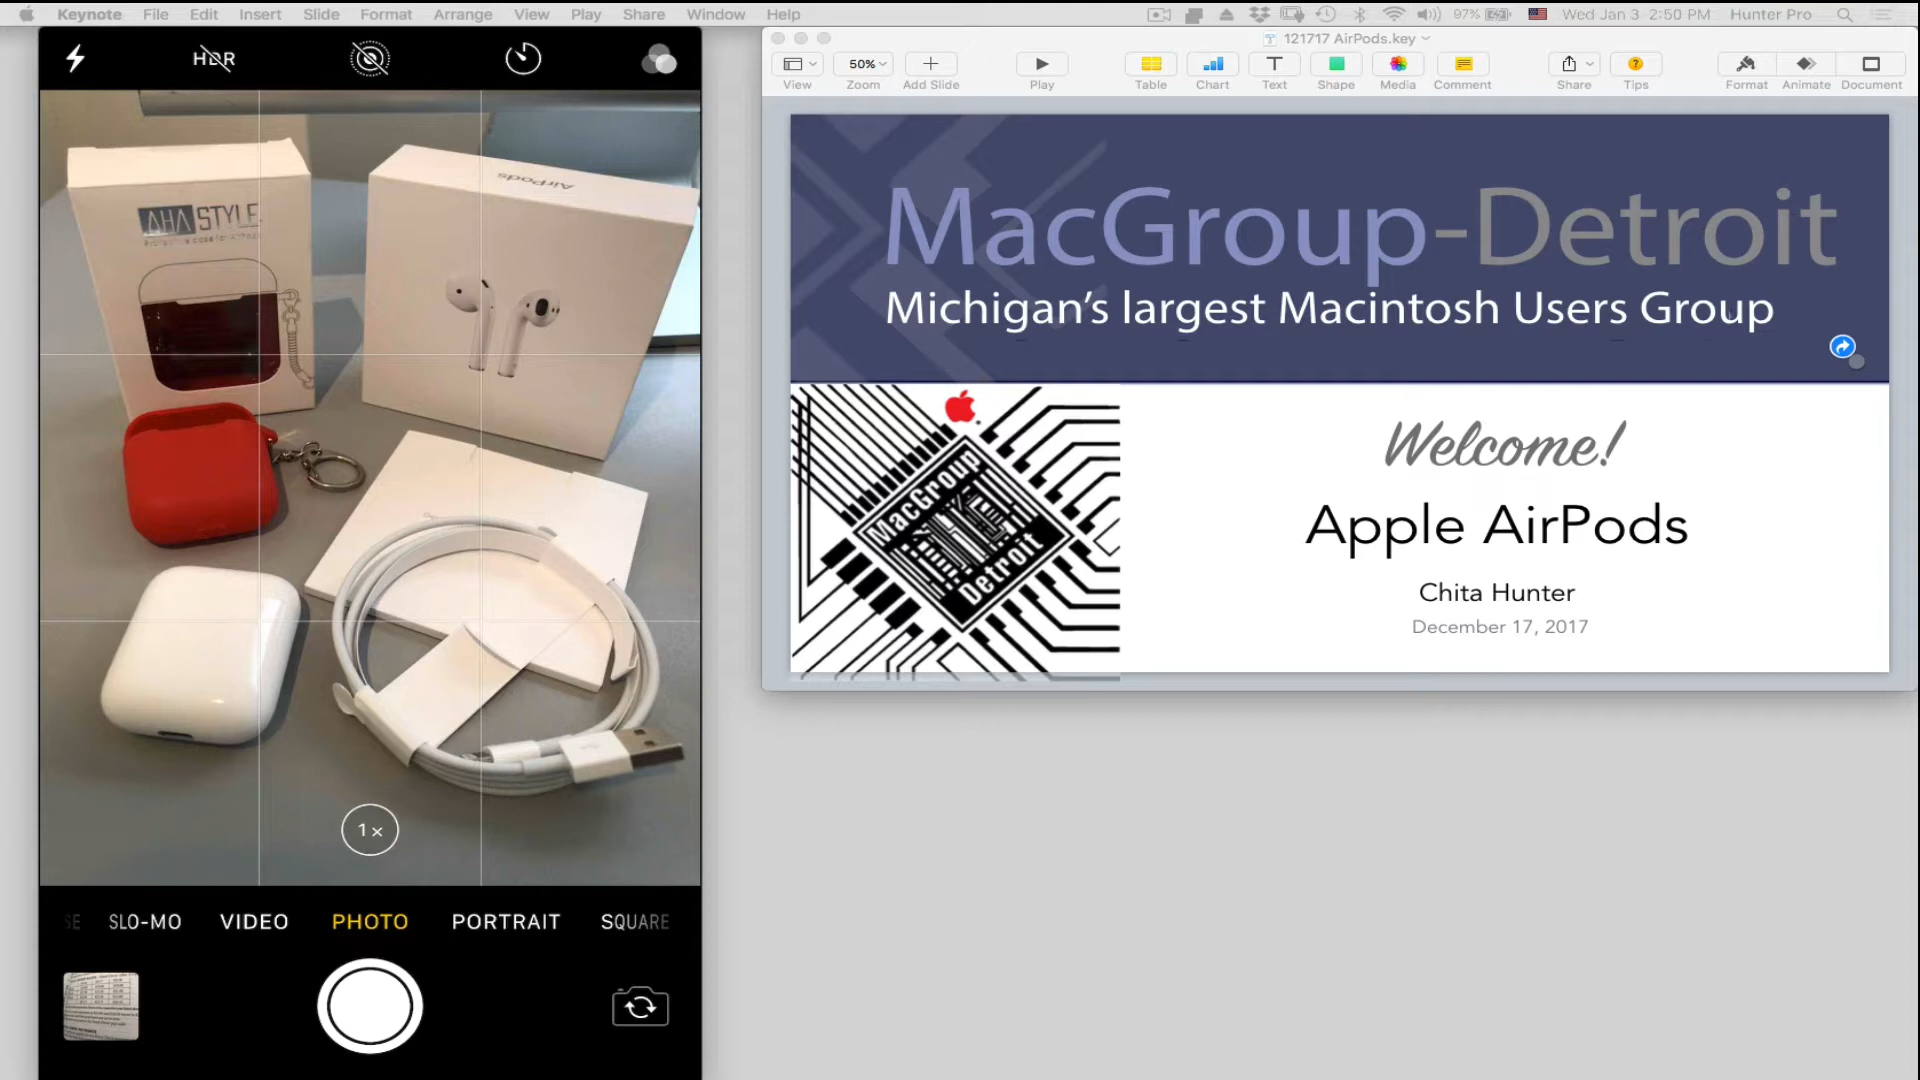 Keynote File Edit Insert Slide Format Arrange View Play Share Window Help
97% Wed Jan 3 2:50 PM Hunter Pro
HDR
AirPods
AHA STYLE
1×
SLO-MO VIDEO PHOTO PORTRAIT SQUARE
121717 AirPods.key
50%
View Zoom Add Slide Play Table Chart Text Shape Media Comment Share Tips Format Animate Document
MacGroup-Detroit
Michigan's largest Macintosh Users Group
MacGroup
Detroit
Welcome!
Apple AirPods
Chita Hunter
December 17, 2017